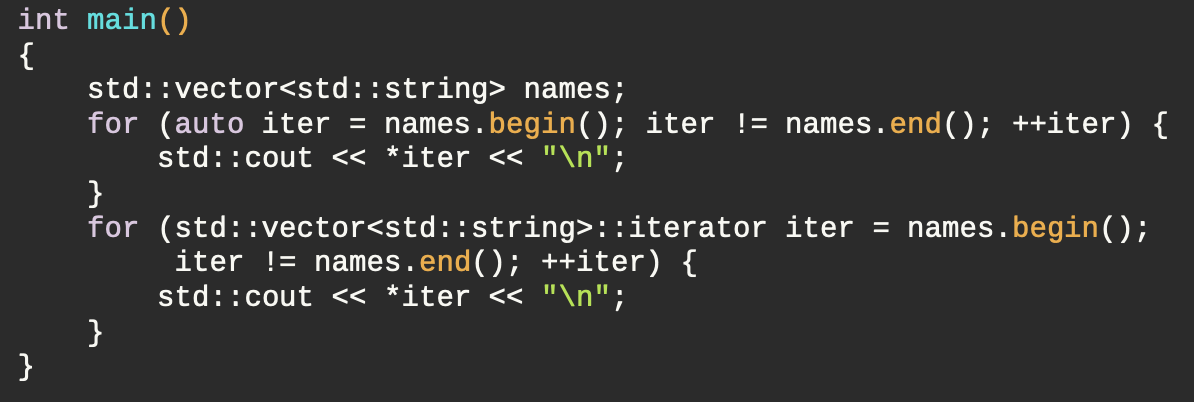 int main()
{
    std::vector<std::string> names;
    for (auto iter = names.begin(); iter != names.end(); ++iter) {
        std::cout << *iter << "\n";
    }
    for (std::vector<std::string>::iterator iter = names.begin();
         iter != names.end(); ++iter) {
        std::cout << *iter << "\n";
    }
}